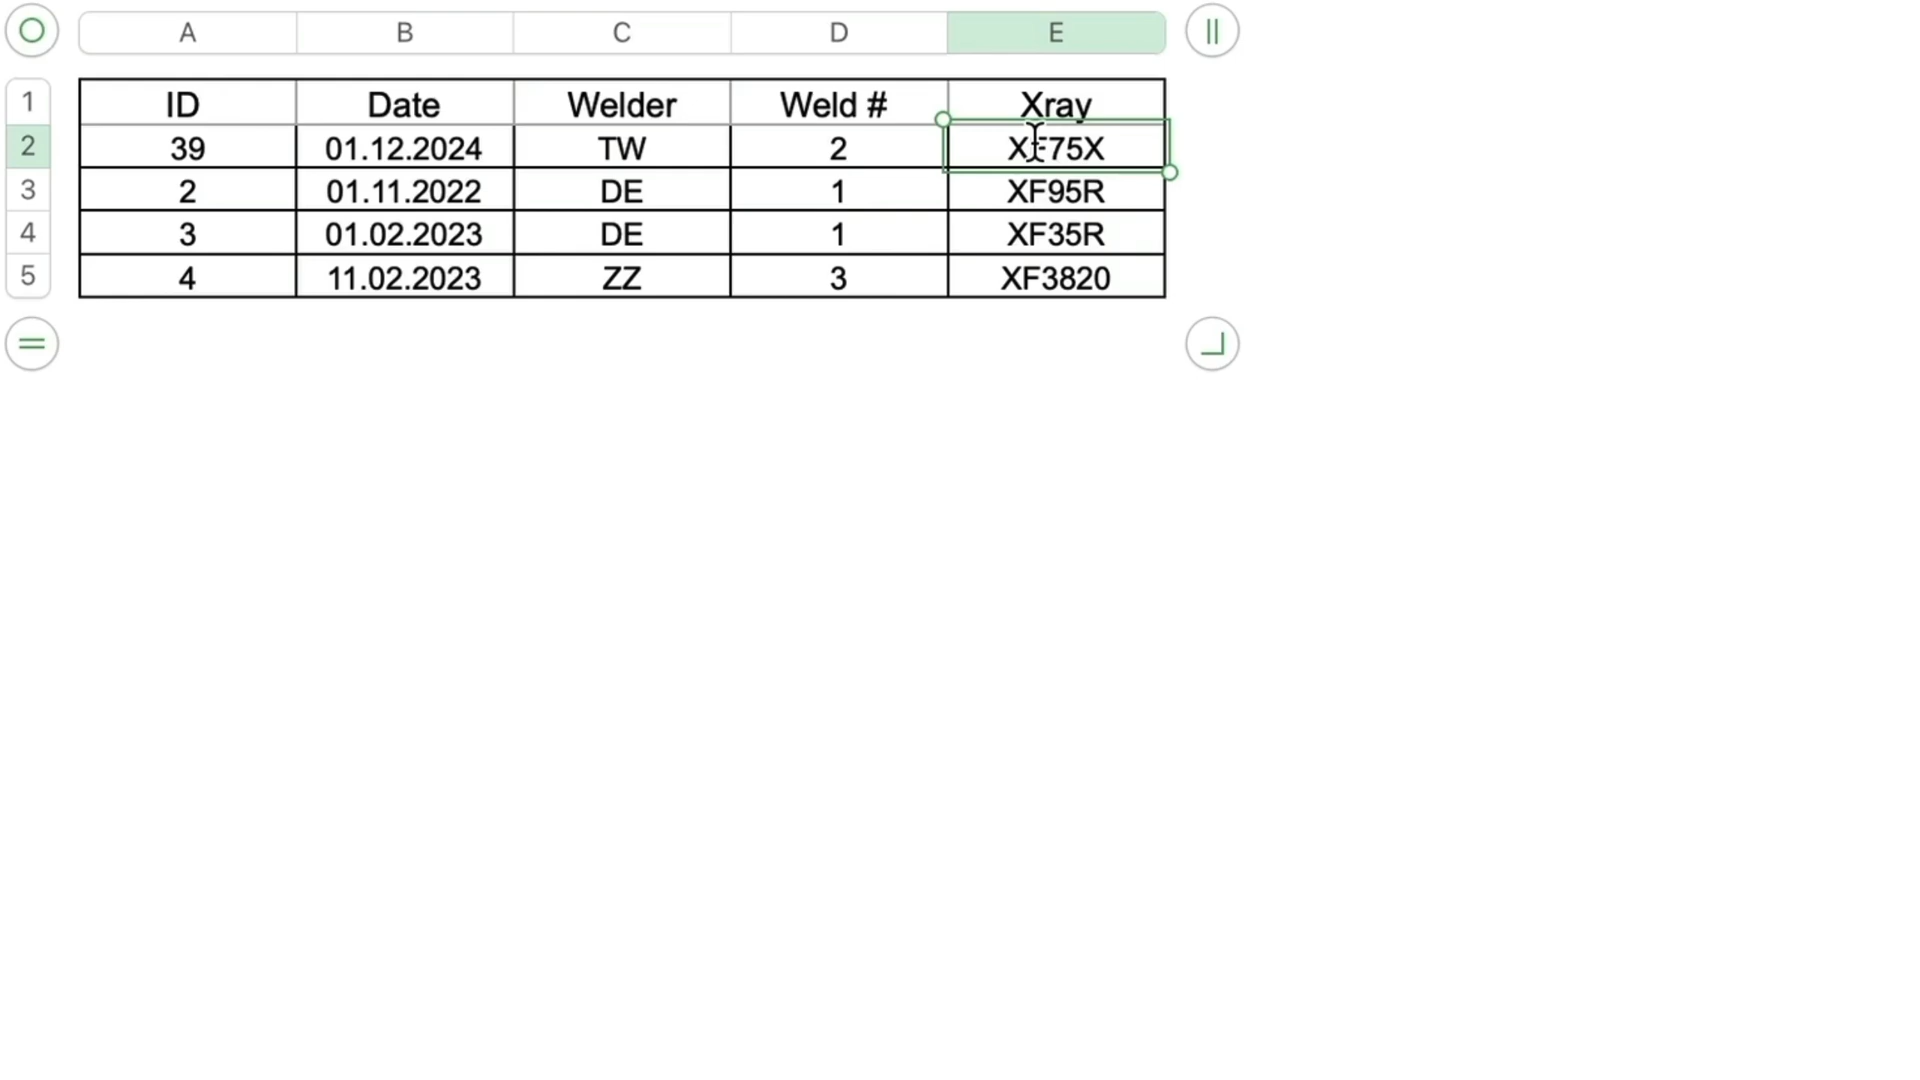 A B C D E
1 ID Date Welder Weld # Xray
2 39 01.12.2024 TW 2 XF75X
3 2 01.11.2022 DE 1 XF95R
4 3 01.02.2023 DE 1 XF35R
5 4 11.02.2023 ZZ 3 XF3820